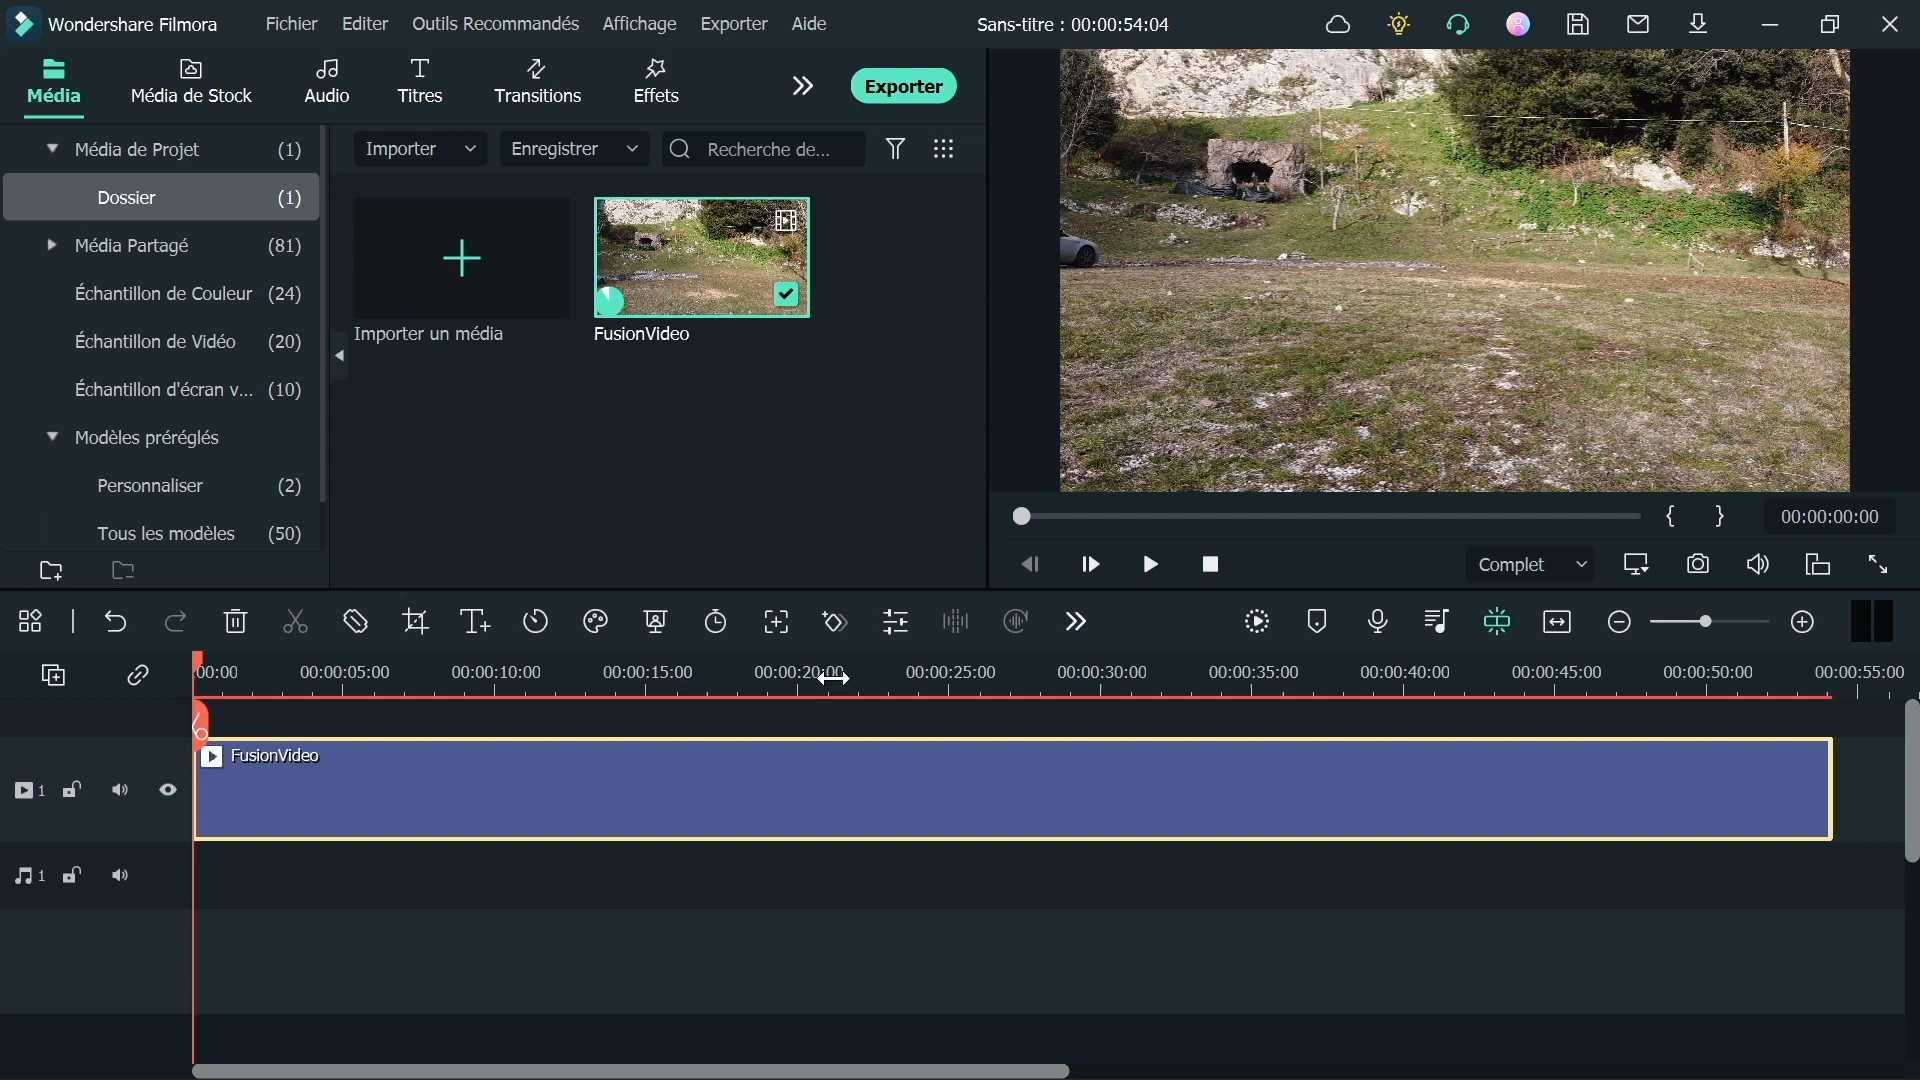 Wondershare Filmora
Fichier
Editer
Outils Recommandés
Affichage
Exporter
Aide
Sans-titre : 00:00:54:04
Média
Média de Stock
Audio
Titres
Transitions
Effets
Exporter
Média de Projet (1)
Dossier (1)
Média Partagé (81)
Échantillon de Couleur (24)
Échantillon de Vidéo (20)
Échantillon d'écran v... (10)
Modèles préréglés
Personnaliser (2)
Tous les modèles (50)
Importer
Enregistrer
Recherche de...
Importer un média
FusionVideo
00:00:00:00
Complet
:00:00
00:00:05:00
00:00:10:00
00:00:15:00
00:00:20:00
00:00:25:00
00:00:30:00
00:00:35:00
00:00:40:00
00:00:45:00
00:00:50:00
00:00:55:00
FusionVideo
1
1